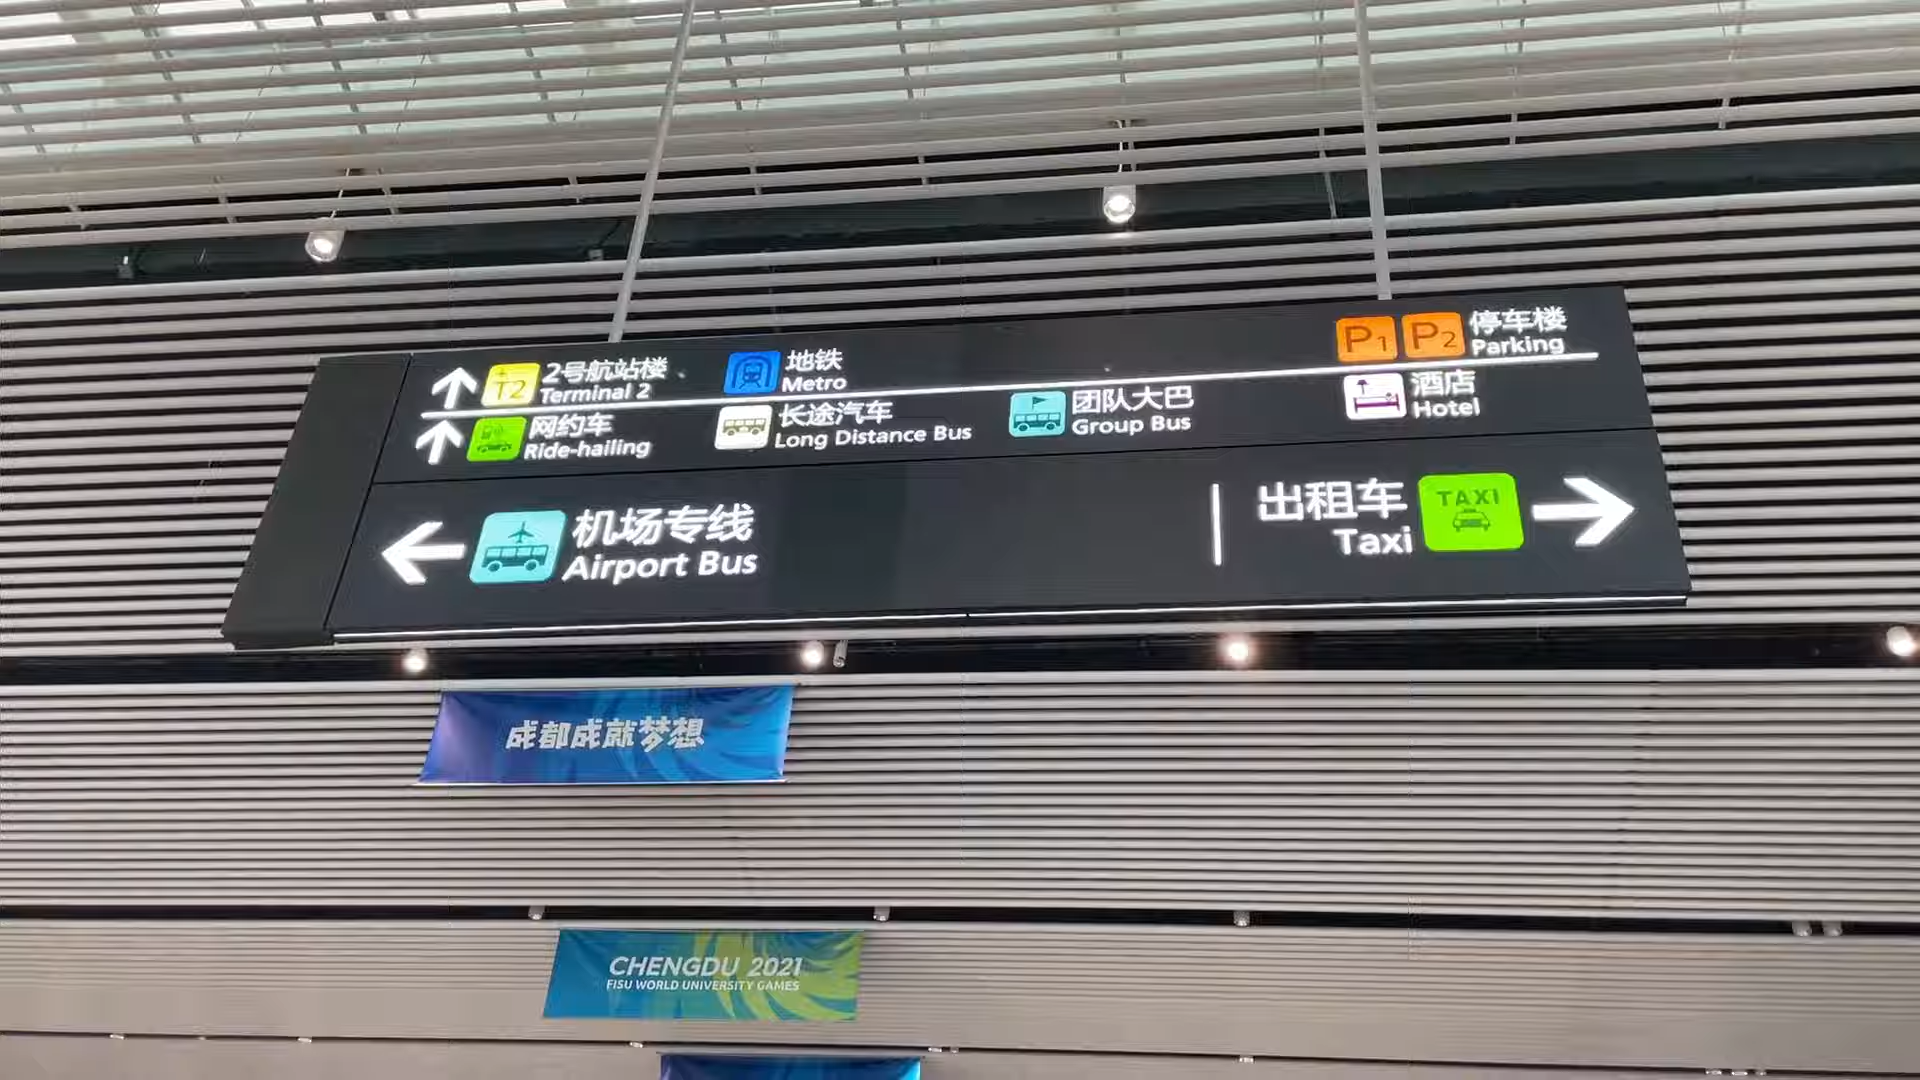 T2 2号航站楼
Terminal 2
地铁
Metro
P1 P2 停车楼
Parking
网约车
Ride-hailing
长途汽车
Long Distance Bus
团队大巴
Group Bus
酒店
Hotel
机场专线
Airport Bus
出租车
Taxi
TAXI
成都成就梦想
CHENGDU 2021
FISU WORLD UNIVERSITY GAMES